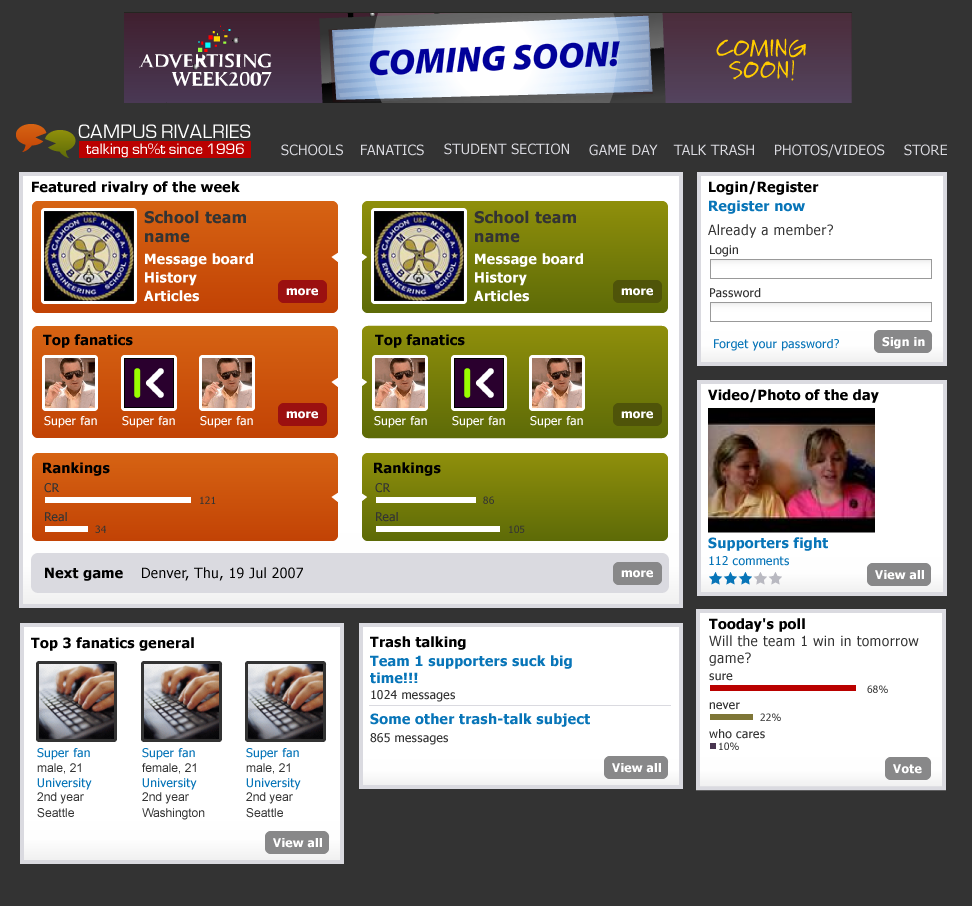 ADVERTISING
WEEK2007
COMING SOON!
COMING
SOON!
CAMPUS RIVALRIES
talking sh%t since 1996
SCHOOLS FANATICS STUDENT SECTION GAME DAY TALK TRASH PHOTOS/VIDEOS STORE
Featured rivalry of the week
CALHOON U&F M.E.B.A.
ENGINEERING SCHOOL
M E B A
School team
name
Message board
History
Articles
more
CALHOON U&F M.E.B.A.
ENGINEERING SCHOOL
M E B A
School team
name
Message board
History
Articles
more
Top fanatics
Super fan Super fan Super fan
more
Top fanatics
Super fan Super fan Super fan
more
Rankings
CR
121
Real
34
Rankings
CR
86
Real
105
Next game Denver, Thu, 19 Jul 2007
more
Login/Register
Register now
Already a member?
Login
Password
Forget your password?
Sign in
Video/Photo of the day
Supporters fight
112 comments
View all
Top 3 fanatics general
Super fan
male, 21
University
2nd year
Seattle
Super fan
female, 21
University
2nd year
Washington
Super fan
male, 21
University
2nd year
Seattle
View all
Trash talking
Team 1 supporters suck big
time!!!
1024 messages
Some other trash-talk subject
865 messages
View all
Tooday's poll
Will the team 1 win in tomorrow
game?
sure
68%
never
22%
who cares
10%
Vote